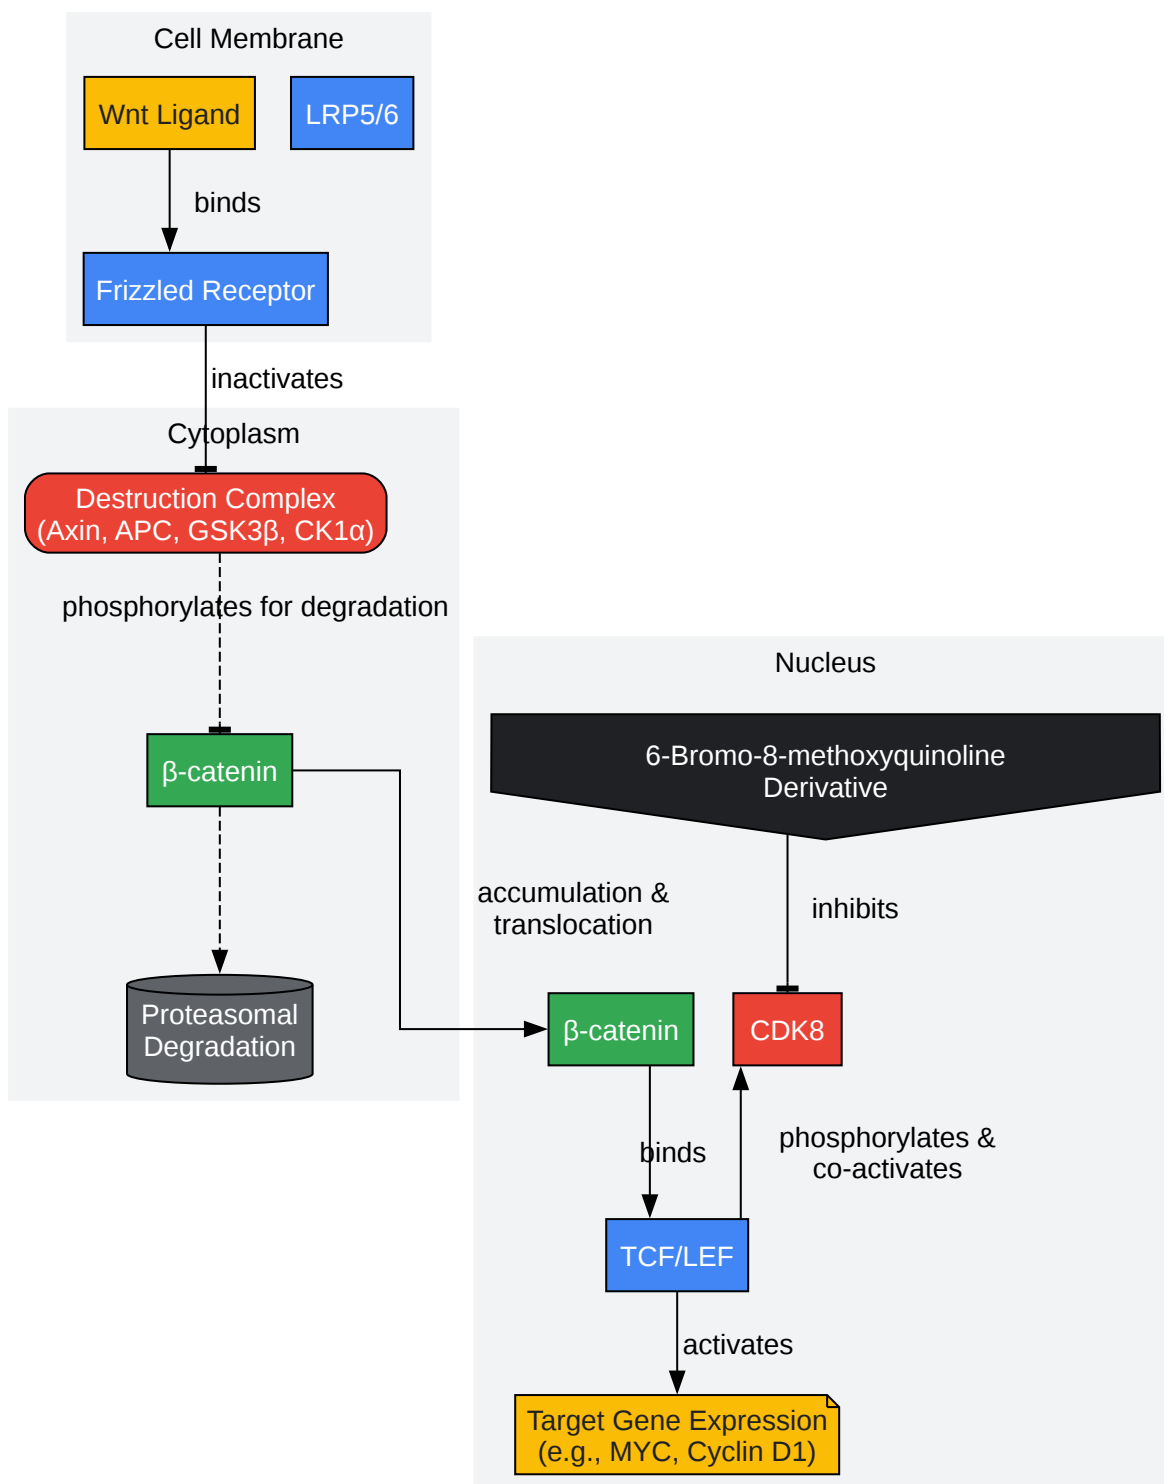 Cell Membrane
Wnt Ligand
LRP5/6
binds
Frizzled Receptor
inactivates
Cytoplasm
Destruction Complex
(Axin, APC, GSK3β, CK1α)
phosphorylates for degradation
Nucleus
6-Bromo-8-methoxyquinoline
Derivative
β-catenin
accumulation &
translocation
inhibits
Proteasomal
Degradation
β-catenin
CDK8
binds
phosphorylates &
co-activates
TCF/LEF
activates
Target Gene Expression
(e.g., MYC, Cyclin D1)